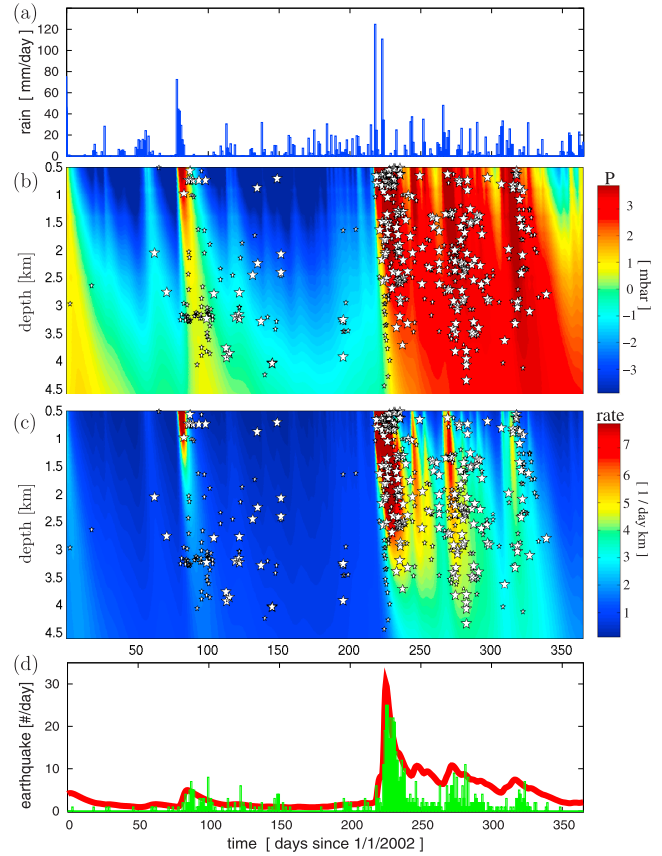 (a)
rain [ mm/day ]
140
120
100
80
60
40
20
0
(b)
depth [km]
0.5
1
1.5
2
2.5
3
3.5
4
4.5
P
3
2
1
0
−1
−2
−3
[ mbar ]
(c)
depth [km]
0.5
1
1.5
2
2.5
3
3.5
4
4.5
50 100 150 200 250 300 350
rate
7
6
5
4
3
2
1
[ 1 / day km ]
(d)
earthquake [#/day]
30
20
10
0
0 50 100 150 200 250 300 350
time [ days since 1/1/2002 ]